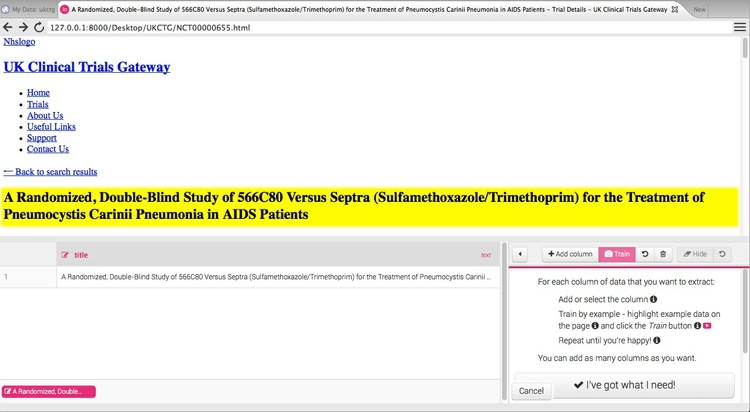 My Data: ukctg
A Randomized, Double-Blind Study of 566C80 Versus Septra (Sulfamethoxazole/Trimethoprim) for the Treatment of Pneumocystis Carinii Pneumonia in AIDS Patients - Trial Details - UK Clinical Trials Gateway
New
127.0.0.1:8000/Desktop/UKCTG/NCT00000655.html
Nhslogo
UK Clinical Trials Gateway
Home
Trials
About Us
Useful Links
Support
Contact Us
← Back to search results
A Randomized, Double-Blind Study of 566C80 Versus Septra (Sulfamethoxazole/Trimethoprim) for the Treatment of
Pneumocystis Carinii Pneumonia in AIDS Patients
title text
Add column Train Hide
1 A Randomized, Double-Blind Study of 566C80 Versus Septra (Sulfamethoxazole/Trimethoprim) for the Treatment of Pneumocystis Carinii ...
For each column of data that you want to extract:
Add or select the column
Train by example - highlight example data on
the page and click the Train button
Repeat until you're happy!
You can add as many columns as you want.
I've got what I need!
Cancel
A Randomized, Double...